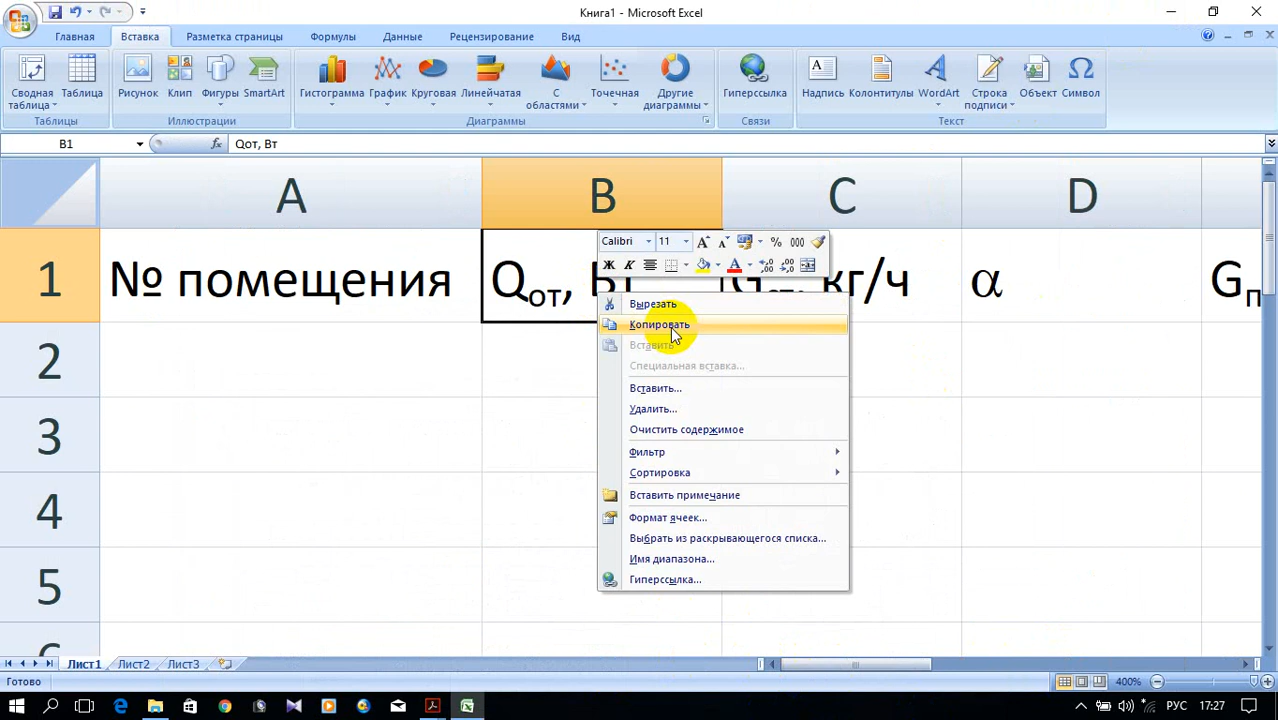 Книга1 - Microsoft Excel
Главная Вставка Разметка страницы Формулы Данные Рецензирование Вид
Сводная таблица
Таблица
Рисунок
Клип
Фигуры
SmartArt
Гистограмма
График
Круговая
Линейчатая
С областями
Точечная
Другие диаграммы
Гиперссылка
Надпись
Колонтитулы
WordArt
Строка подписи
Объект
Символ
Таблицы Иллюстрации Диаграммы Связи Текст
B1 fx Qот, Вт
A B C D
1 № помещения Qот, Вт кг/ч α Gп
Calibri 11 A A % 000
Ж К A
Вырезать
Копировать
Вставить
Специальная вставка...
Вставить...
Удалить...
Очистить содержимое
Фильтр
Сортировка
Вставить примечание
Формат ячеек...
Выбрать из раскрывающегося списка...
Имя диапазона...
Гиперссылка...
2
3
4
5
Лист1 Лист2 Лист3
Готово 400%
РУС 17:27